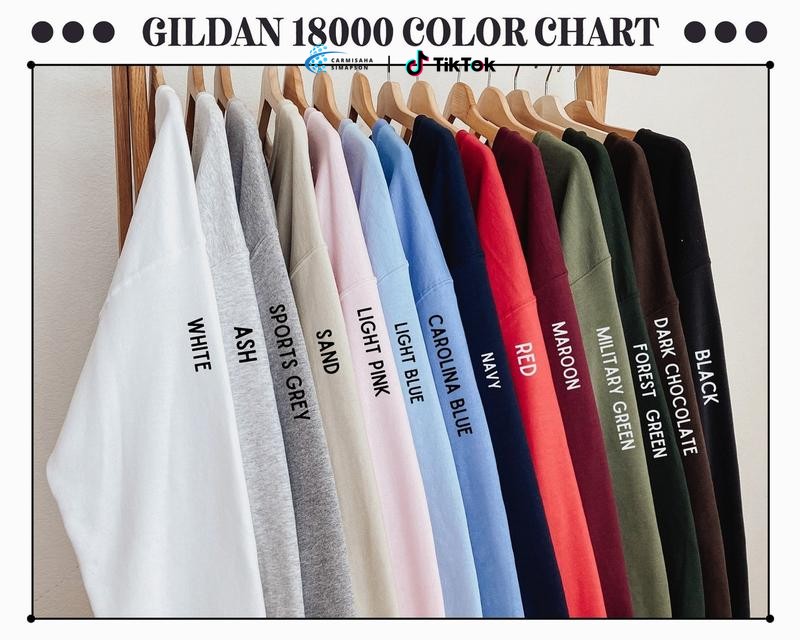 GILDAN 18000 COLOR CHART
CARMISAHA
SIMAPSON
TikTok
WHITE
ASH
SPORTS GREY
SAND
LIGHT PINK
LIGHT BLUE
CAROLINA BLUE
NAVY
RED
MAROON
MILITARY GREEN
FOREST GREEN
DARK CHOCOLATE
BLACK